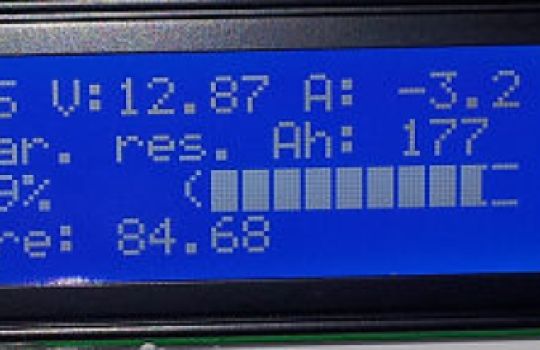 S V:12.87 A: -3.2
ar. res. Ah: 177
9%
re: 84.68